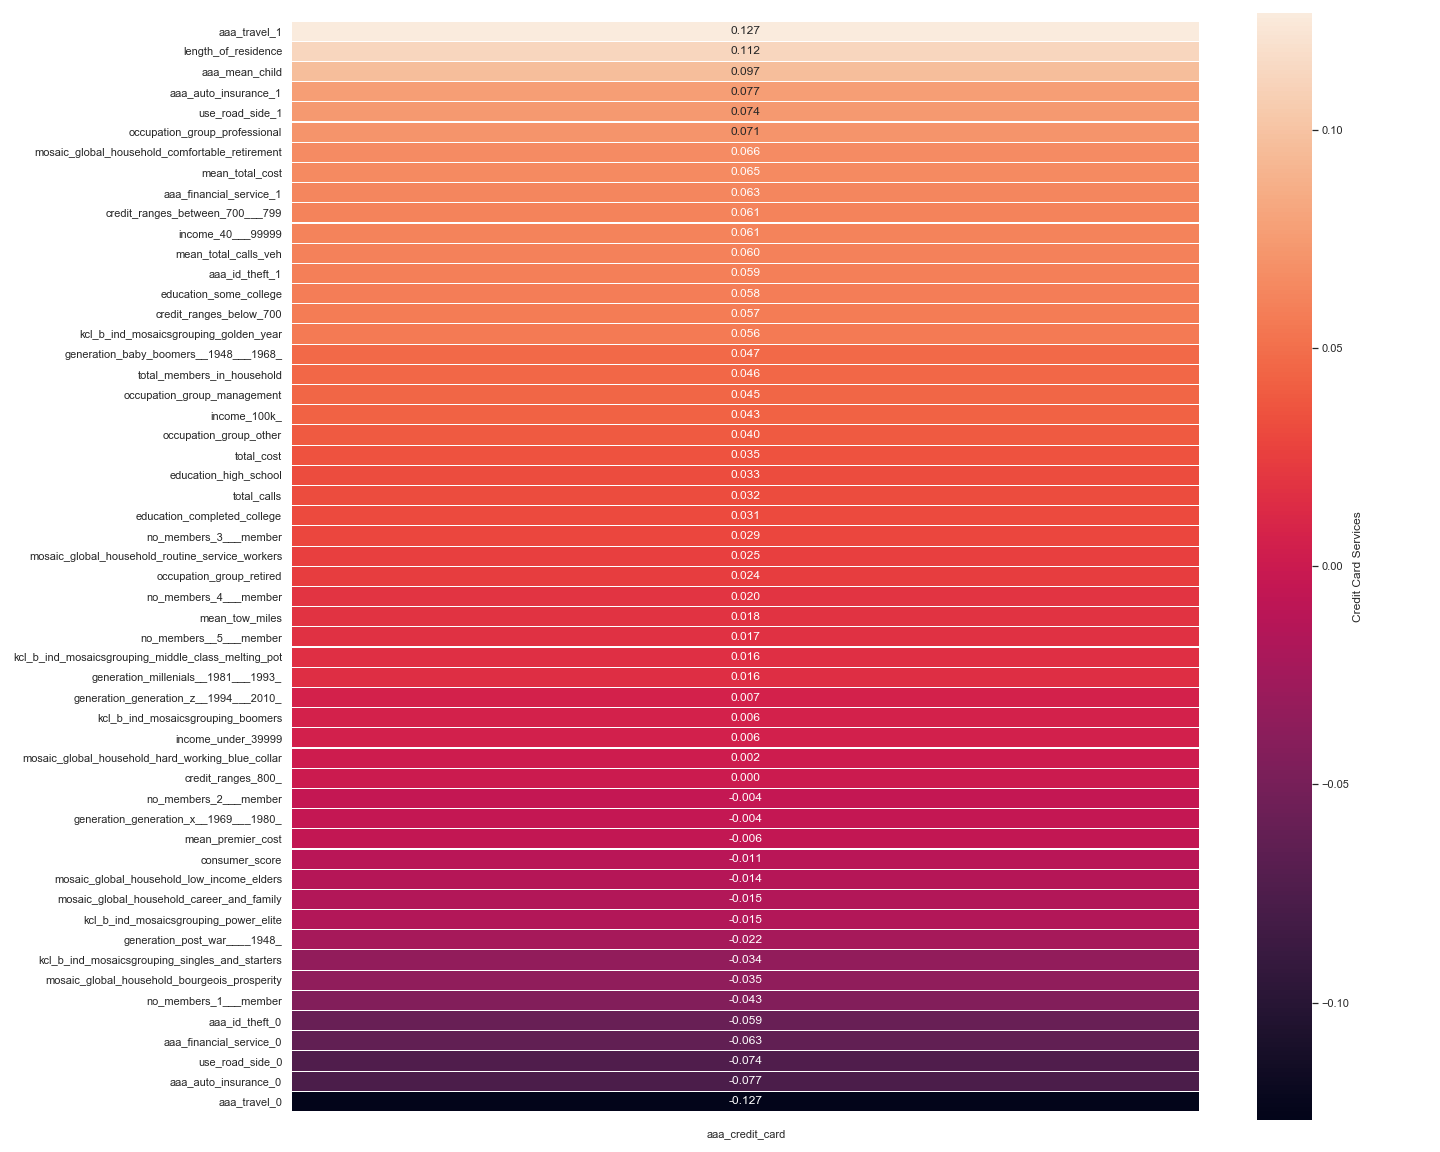 aaa_travel_1 0.127
length_of_residence 0.112
aaa_mean_child 0.097
aaa_auto_insurance_1 0.077
use_road_side_1 0.074
occupation_group_professional 0.071
mosaic_global_household_comfortable_retirement 0.066
mean_total_cost 0.065
aaa_financial_service_1 0.063
credit_ranges_between_700___799 0.061
income_40___99999 0.061
mean_total_calls_veh 0.060
aaa_id_theft_1 0.059
education_some_college 0.058
credit_ranges_below_700 0.057
kcl_b_ind_mosaicsgrouping_golden_year 0.056
generation_baby_boomers__1948___1968_ 0.047
total_members_in_household 0.046
occupation_group_management 0.045
income_100k_ 0.043
occupation_group_other 0.040
total_cost 0.035
education_high_school 0.033
total_calls 0.032
education_completed_college 0.031
no_members_3___member 0.029
mosaic_global_household_routine_service_workers 0.025
occupation_group_retired 0.024
no_members_4___member 0.020
mean_tow_miles 0.018
no_members__5___member 0.017
kcl_b_ind_mosaicsgrouping_middle_class_melting_pot 0.016
generation_millenials__1981___1993_ 0.016
generation_generation_z__1994___2010_ 0.007
kcl_b_ind_mosaicsgrouping_boomers 0.006
income_under_39999 0.006
mosaic_global_household_hard_working_blue_collar 0.002
credit_ranges_800_ 0.000
no_members_2___member -0.004
generation_generation_x__1969___1980_ -0.004
mean_premier_cost -0.006
consumer_score -0.011
mosaic_global_household_low_income_elders -0.014
mosaic_global_household_career_and_family -0.015
kcl_b_ind_mosaicsgrouping_power_elite -0.015
generation_post_war____1948_ -0.022
kcl_b_ind_mosaicsgrouping_singles_and_starters -0.034
mosaic_global_household_bourgeois_prosperity -0.035
no_members_1___member -0.043
aaa_id_theft_0 -0.059
aaa_financial_service_0 -0.063
use_road_side_0 -0.074
aaa_auto_insurance_0 -0.077
aaa_travel_0 -0.127
aaa_credit_card
0.10
0.05
0.00
−0.05
−0.10
Credit Card Services